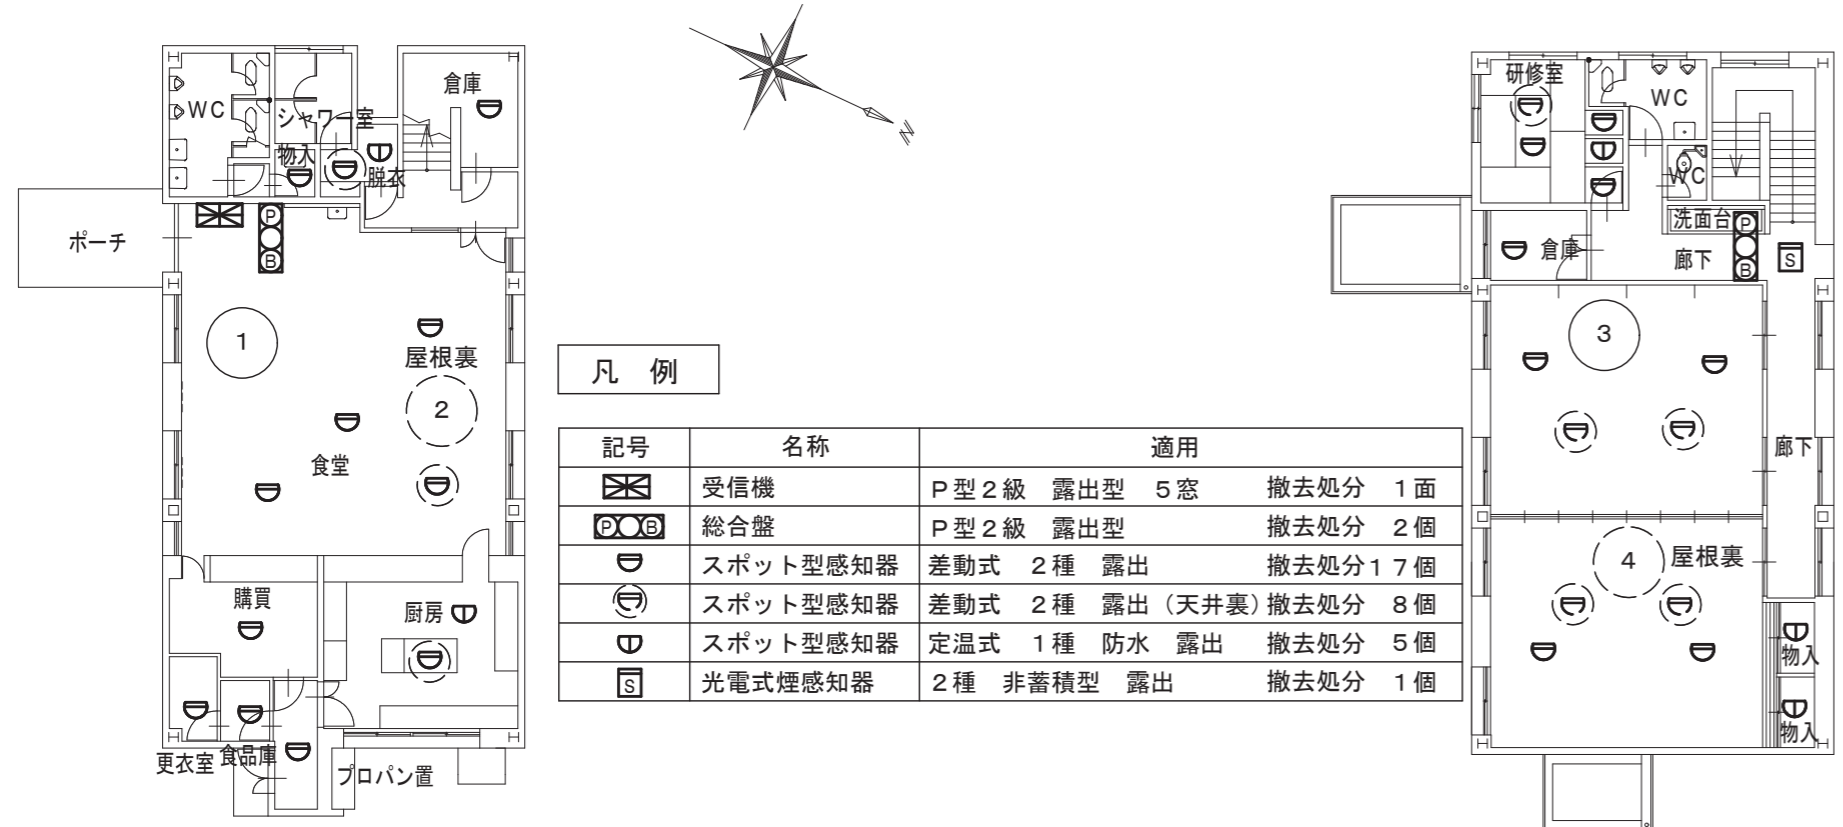 倉庫
WC
シャワー室
物入
脱衣
P
B
ポーチ
1
屋根裏
2
食堂
購買
厨房
更衣室
食品庫
プロパン置
N
凡 例
記号 名称 適用
受信機 P型2級 露出型 5窓 撤去処分 1面
P B 総合盤 P型2級 露出型 撤去処分 2個
スポット型感知器 差動式 2種 露出 撤去処分17個
スポット型感知器 差動式 2種 露出(天井裏)撤去処分 8個
スポット型感知器 定温式 1種 防水 露出 撤去処分 5個
S 光電式煙感知器 2種 非蓄積型 露出 撤去処分 1個
研修室
WC
WC
洗面台
P
B
倉庫
廊下
S
3
廊下
4
屋根裏
物入
物入